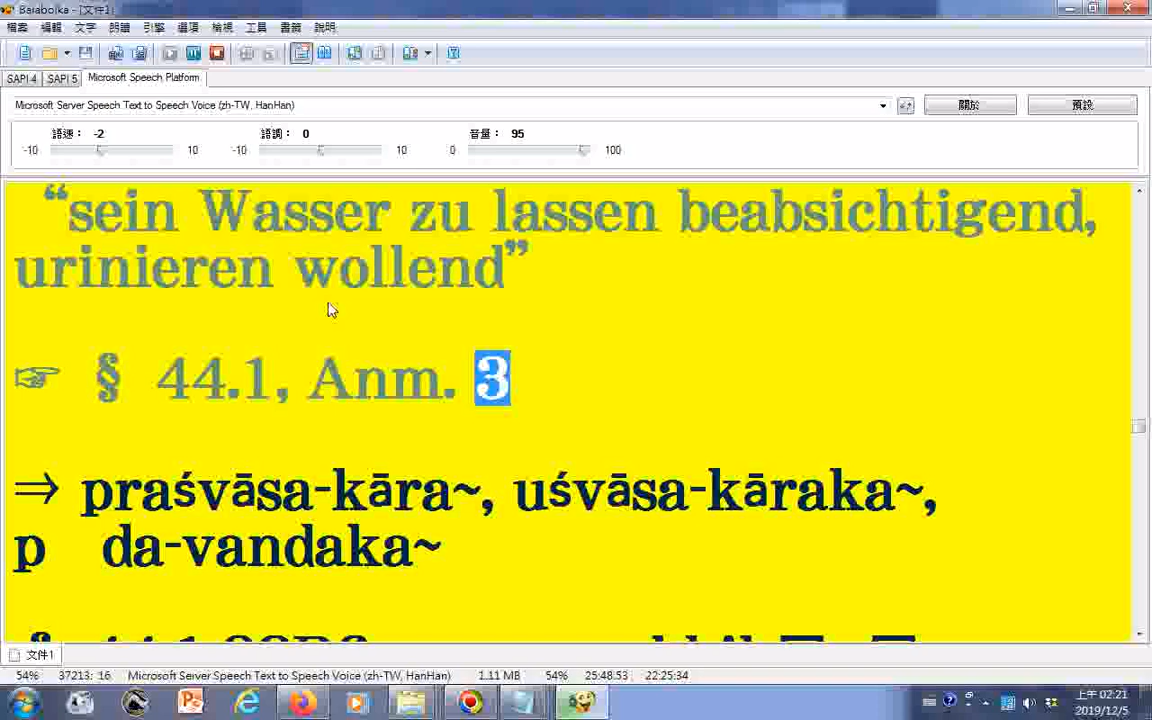 Balabolka - [文件1]
檔案 編輯 文字 朗讀 引擎 選項 檢視 工具 書籤 說明
SAPI 4 SAPI 5 Microsoft Speech Platform
Microsoft Server Speech Text to Speech Voice (zh-TW, HanHan) 關於 預設
語速： -2 語調： 0 音量： 95
-10 10 -10 10 0 100
“sein Wasser zu lassen beabsichtigend,
urinieren wollend”
☞ § 44.1, Anm. 3
⇒ praśvāsa-kāra~, uśvāsa-kāraka~,
p da-vandaka~
文件1
54% 37213: 16 Microsoft Server Speech Text to Speech Voice (zh-TW, HanHan) 1.11 MB 54% 25:48:53 22:25:34
上午 02:21
2019/12/5